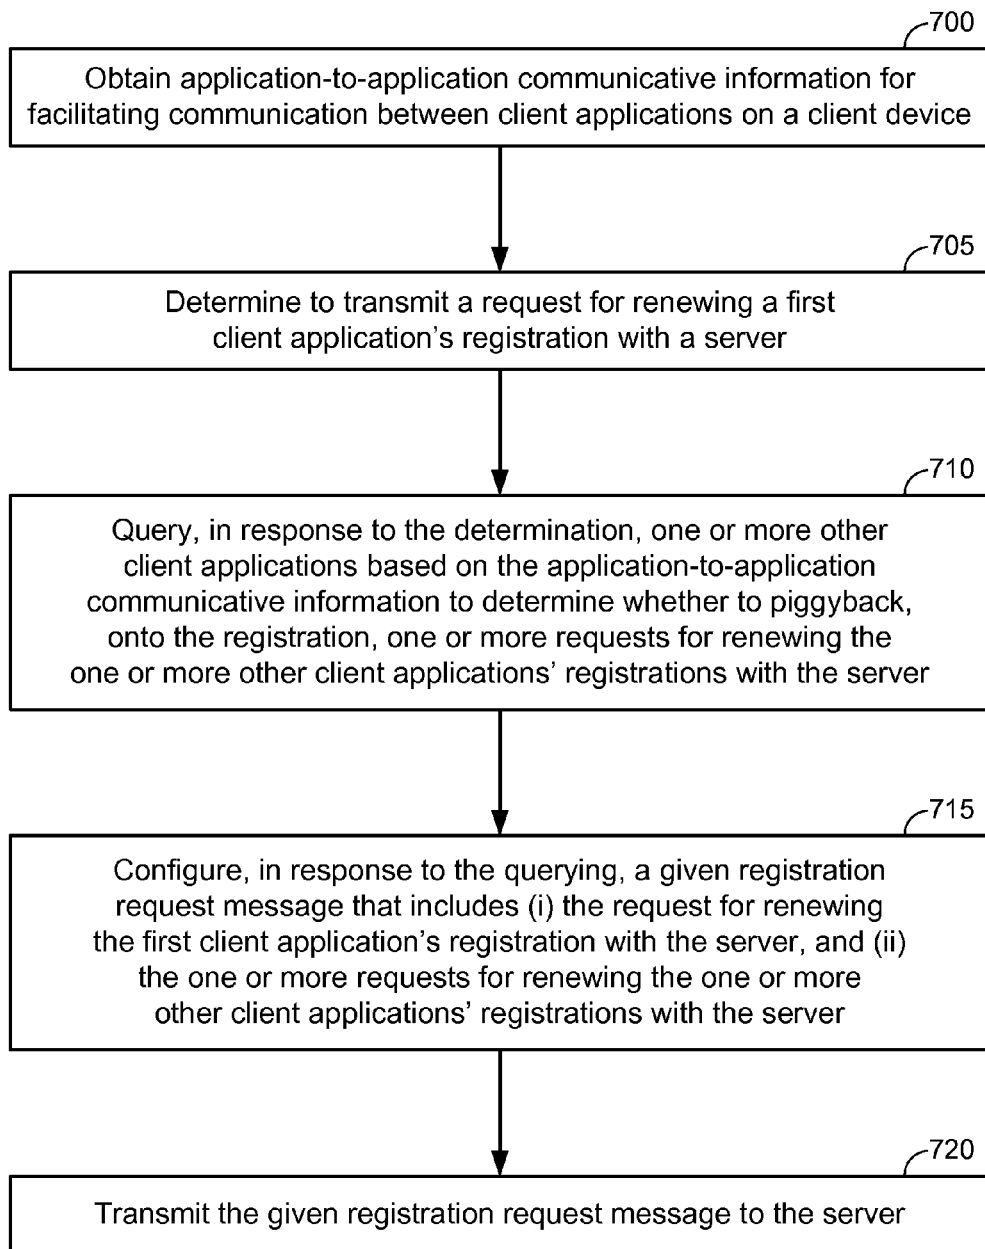 700
Obtain application-to-application communicative information for
facilitating communication between client applications on a client device
705
Determine to transmit a request for renewing a first
client application’s registration with a server
710
Query, in response to the determination, one or more other
client applications based on the application-to-application
communicative information to determine whether to piggyback,
onto the registration, one or more requests for renewing the
one or more other client applications’ registrations with the server
715
Configure, in response to the querying, a given registration
request message that includes (i) the request for renewing
the first client application’s registration with the server, and (ii)
the one or more requests for renewing the one or more
other client applications’ registrations with the server
720
Transmit the given registration request message to the server